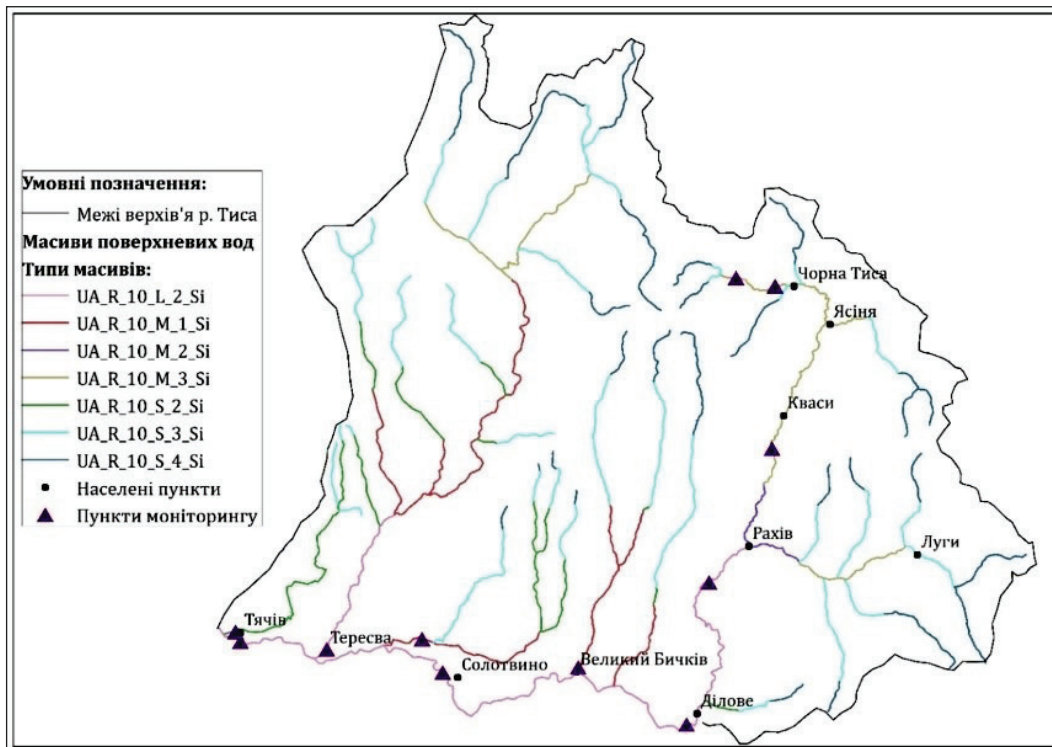 Умовні позначення:
Межі верхів'я р. Тиса
Масиви поверхневих вод
Типи масивів:
UA_R_10_L_2_Si
UA_R_10_M_1_Si
UA_R_10_M_2_Si
UA_R_10_M_3_Si
UA_R_10_S_2_Si
UA_R_10_S_3_Si
UA_R_10_S_4_Si
Населені пункти
Пункти моніторингу
Чорна Тиса
Ясіня
Кваси
Рахів
Луги
Тячів
Тересва
Солотвино
Великий Бичків
Ділове